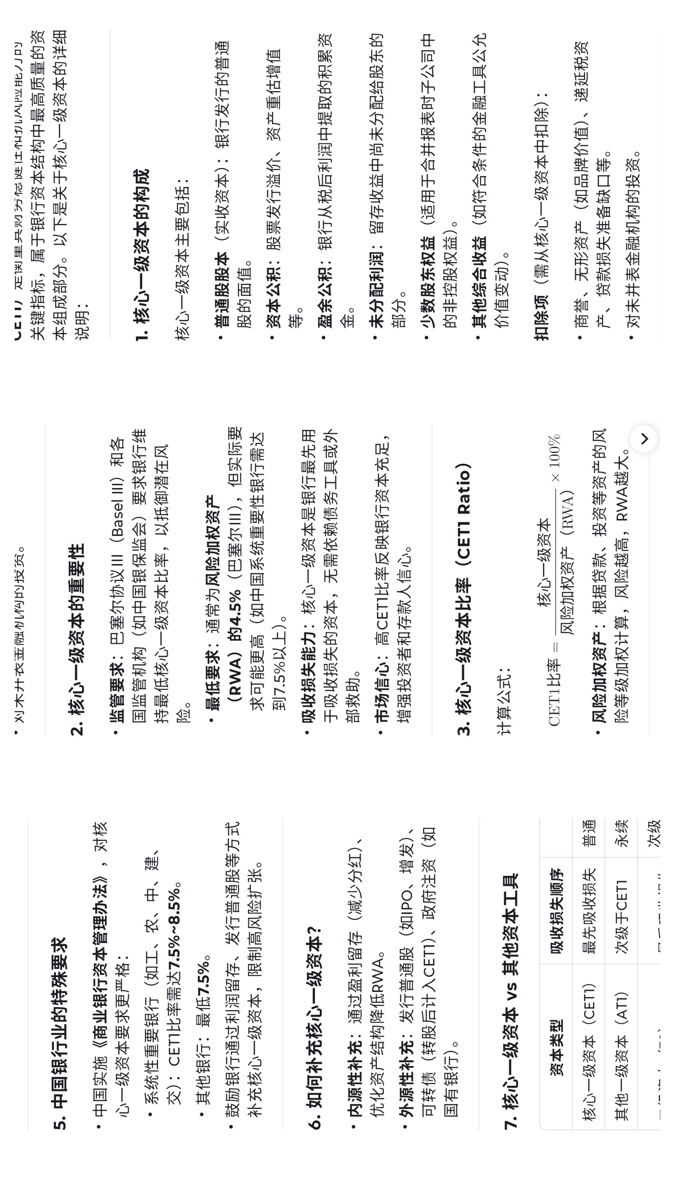 关键指标，属于银行资本结构中最高质量的资
本组成部分。以下是关于核心一级资本的详细
说明：
1. 核心一级资本的构成
核心一级资本主要包括：
• 普通股股本（实收资本）：银行发行的普通
股的面值。
• 资本公积：股票发行溢价、资产重估增值
等。
• 盈余公积：银行从税后利润中提取的积累资
金。
• 未分配利润：留存收益中尚未分配给股东的
部分。
• 少数股东权益（适用于合并报表时子公司中
的非控股权益）。
• 其他综合收益（如符合条件的金融工具公允
价值变动）。
扣除项（需从核心一级资本中扣除）：
• 商誉、无形资产（如品牌价值）、递延税资
产、贷款损失准备缺口等。
• 对未并表金融机构的投资。
• 对未并表金融机构的投资。
2. 核心一级资本的重要性
• 监管要求：巴塞尔协议III（Basel III）和各
国监管机构（如中国银保监会）要求银行维
持最低核心一级资本比率，以抵御潜在风
险。
• 最低要求：通常为风险加权资产
（RWA）的4.5%（巴塞尔III），但实际要
求可能更高（如中国系统重要性银行需达
到7.5%以上）。
• 吸收损失能力：核心一级资本是银行最先用
于吸收损失的资本，无需依赖债务工具或外
部救助。
• 市场信心：高CET1比率反映银行资本充足，
增强投资者和存款人信心。
3. 核心一级资本比率（CET1 Ratio）
计算公式：
CET1比率 = 核心一级资本 / 风险加权资产（RWA） × 100%
• 风险加权资产：根据贷款、投资等资产的风
险等级加权计算，风险越高，RWA越大。
5. 中国银行业的特殊要求
• 中国实施《商业银行资本管理办法》，对核
心一级资本要求更严格：
• 系统性重要银行（如工、农、中、建、
交）：CET1比率需达7.5%~8.5%。
• 其他银行：最低7.5%。
• 鼓励银行通过利润留存、发行普通股等方式
补充核心一级资本，限制高风险扩张。
6. 如何补充核心一级资本？
• 内源性补充：通过盈利留存（减少分红）、
优化资产结构降低RWA。
• 外源性补充：发行普通股（如IPO、增发）、
可转债（转股后计入CET1）、政府注资（如
国有银行）。
7. 核心一级资本 vs 其他资本工具
资本类型 吸收损失顺序
核心一级资本（CET1） 最先吸收损失 普通
其他一级资本（AT1） 次级于CET1 永续
次级